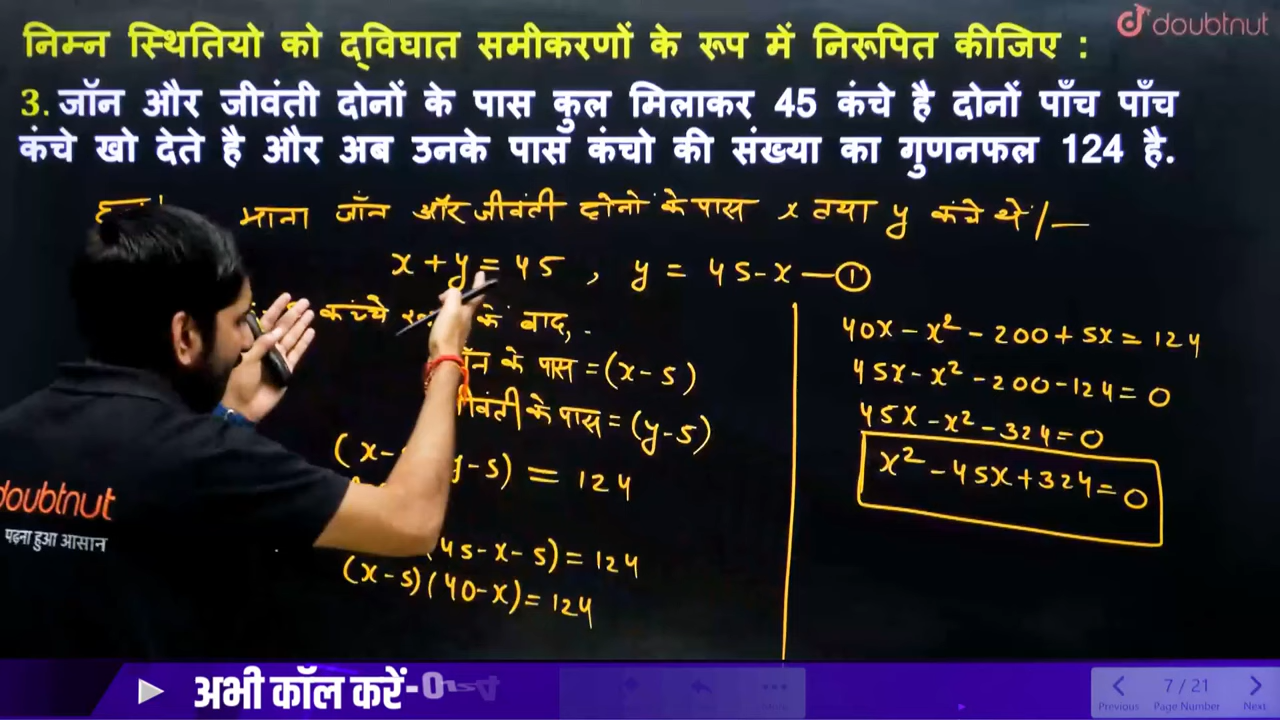 doubtnut
निम्न स्थितियो को द्विघात समीकरणों के रूप में निरूपित कीजिए :
3. जॉन और जीवंती दोनों के पास कुल मिलाकर 45 कंचे है दोनों पाँच पाँच
कंचे खो देते है और अब उनके पास कंचो की संख्या का गुणनफल 124 है.
माना जॉन और जीवंती दोनो के पास x तथा y कंचे थे/-
x + y = 45 , y = 45-x —①
के बाद,
के पास = (x-5)
के पास = (y-5)
= 124
(45-x-5) = 124
(x-5)(40-x) = 124
40x - x² - 200 + 5x = 124
45x - x² - 200 - 124 = 0
45x - x² - 324 = 0
x² - 45x + 324 = 0
doubtnut
पढ़ना हुआ आसान
अभी कॉल करें-
7 / 21
Previous Page Number Next